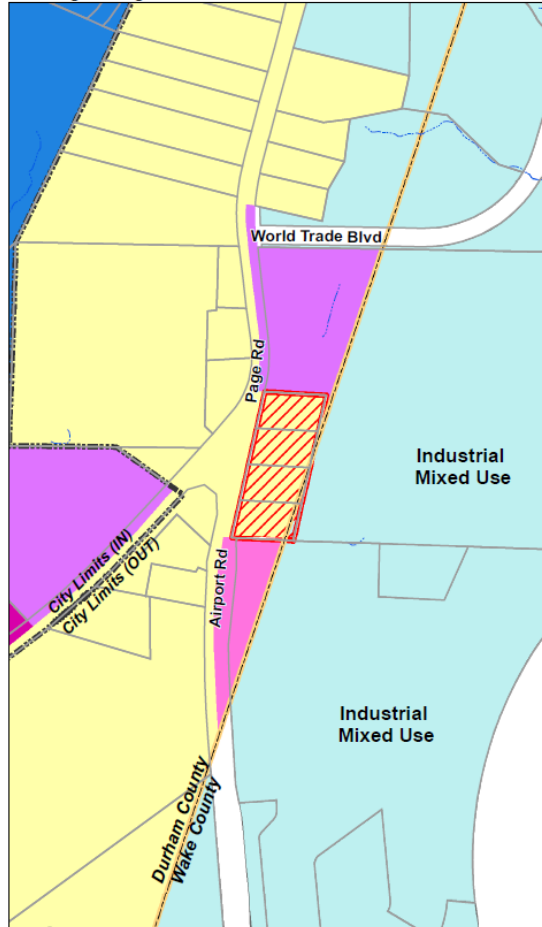 World Trade Blvd
Page Rd
Industrial
Mixed Use
City Limits (IN)
City Limits (OUT)
Airport Rd
Industrial
Mixed Use
Durham County
Wake County